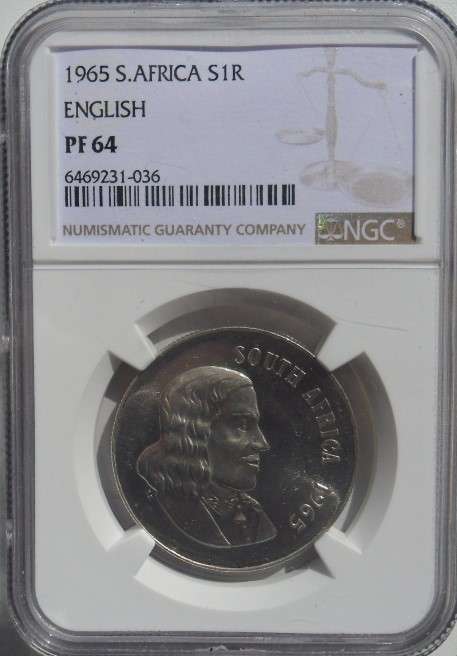 1965 S.AFRICA S1R
ENGLISH
PF 64
6469231-036
NUMISMATIC GUARANTY COMPANY
NGC®
SOUTH AFRICA 1965